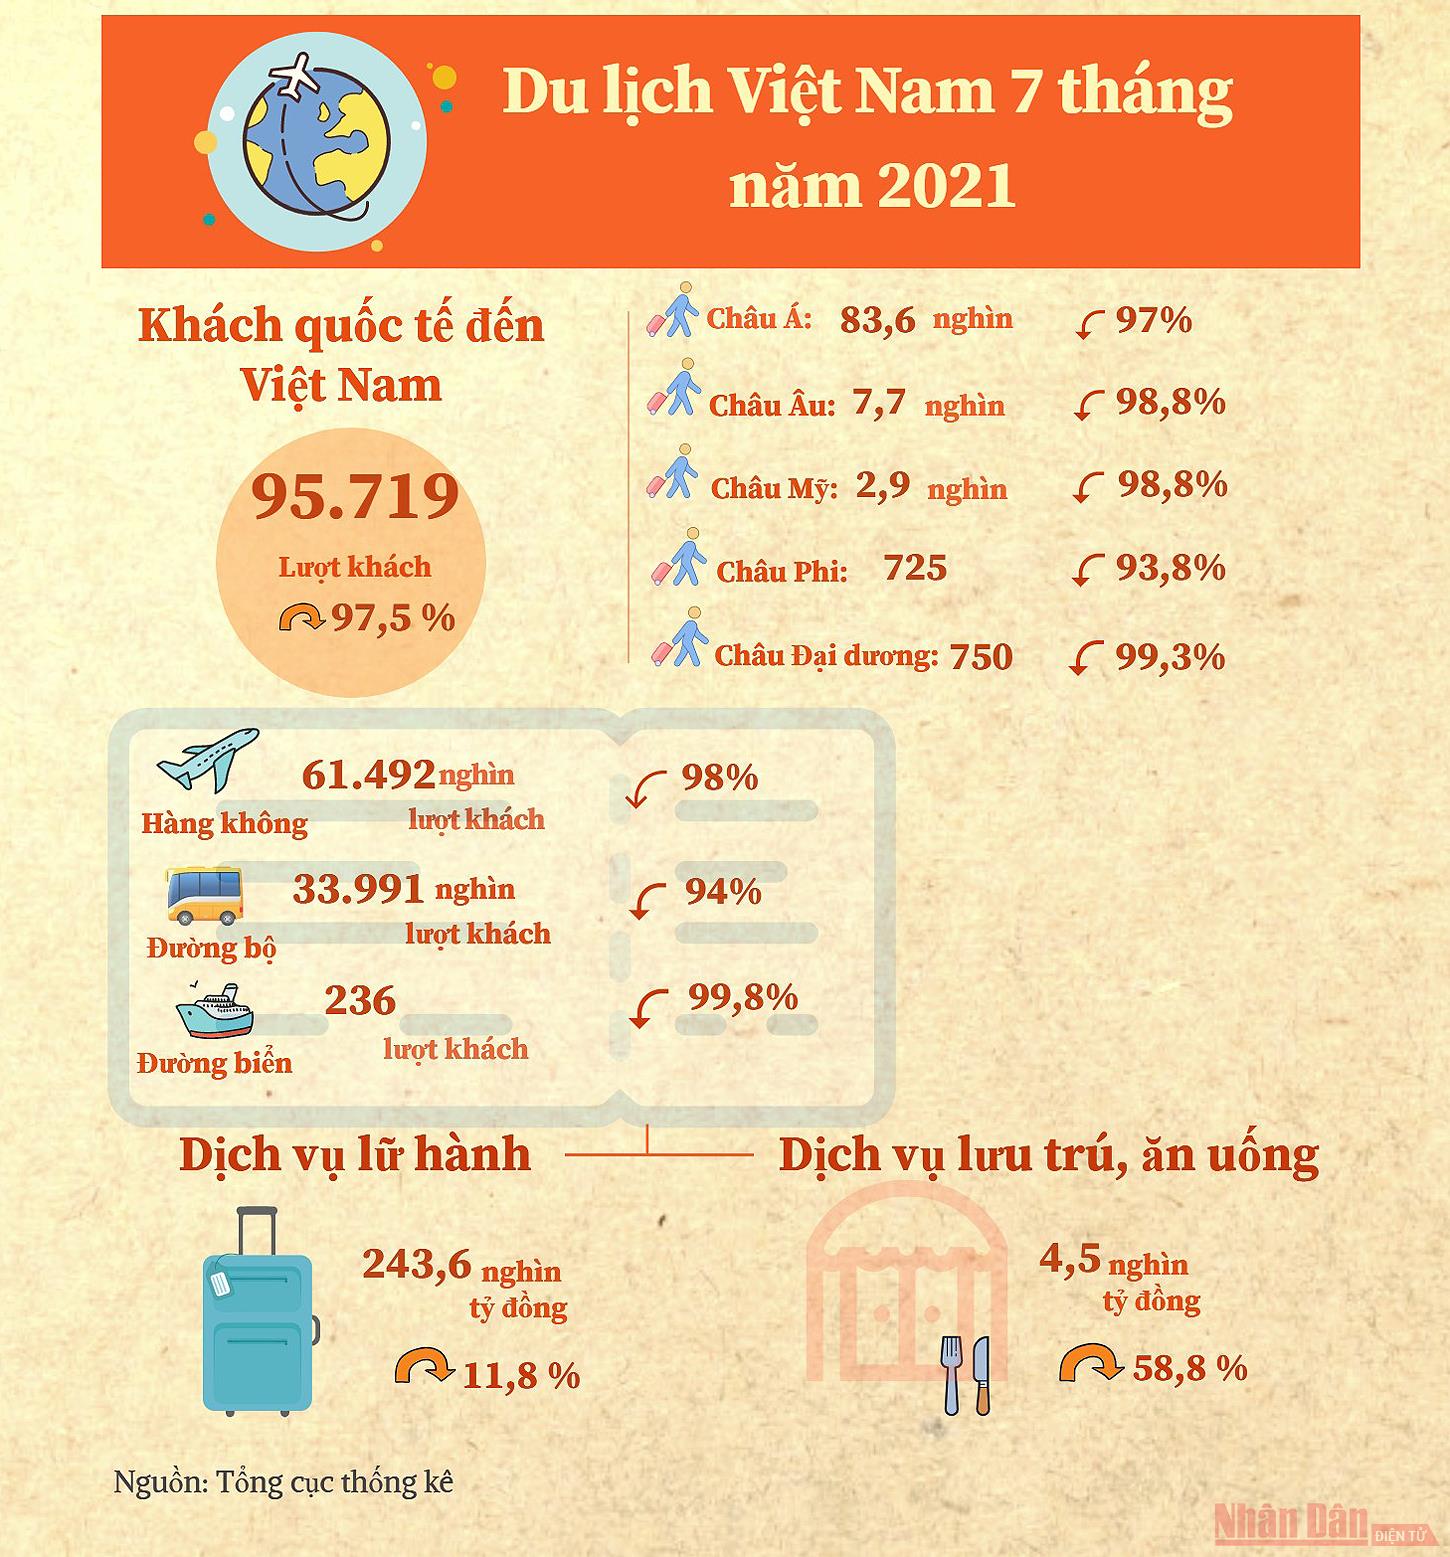 Du lịch Việt Nam 7 tháng
năm 2021
Khách quốc tế đến
Việt Nam
95.719
Lượt khách
97,5 %
Châu Á: 83,6 nghìn 97%
Châu Âu: 7,7 nghìn 98,8%
Châu Mỹ: 2,9 nghìn 98,8%
Châu Phi: 725 93,8%
Châu Đại dương: 750 99,3%
61.492 nghìn 98%
Hàng không lượt khách
33.991 nghìn 94%
Đường bộ lượt khách
236 99,8%
Đường biển lượt khách
Dịch vụ lữ hành
243,6 nghìn
tỷ đồng
11,8 %
Dịch vụ lưu trú, ăn uống
4,5 nghìn
tỷ đồng
58,8 %
Nguồn: Tổng cục thống kê
Nhân Dân
ĐIỆN TỬ